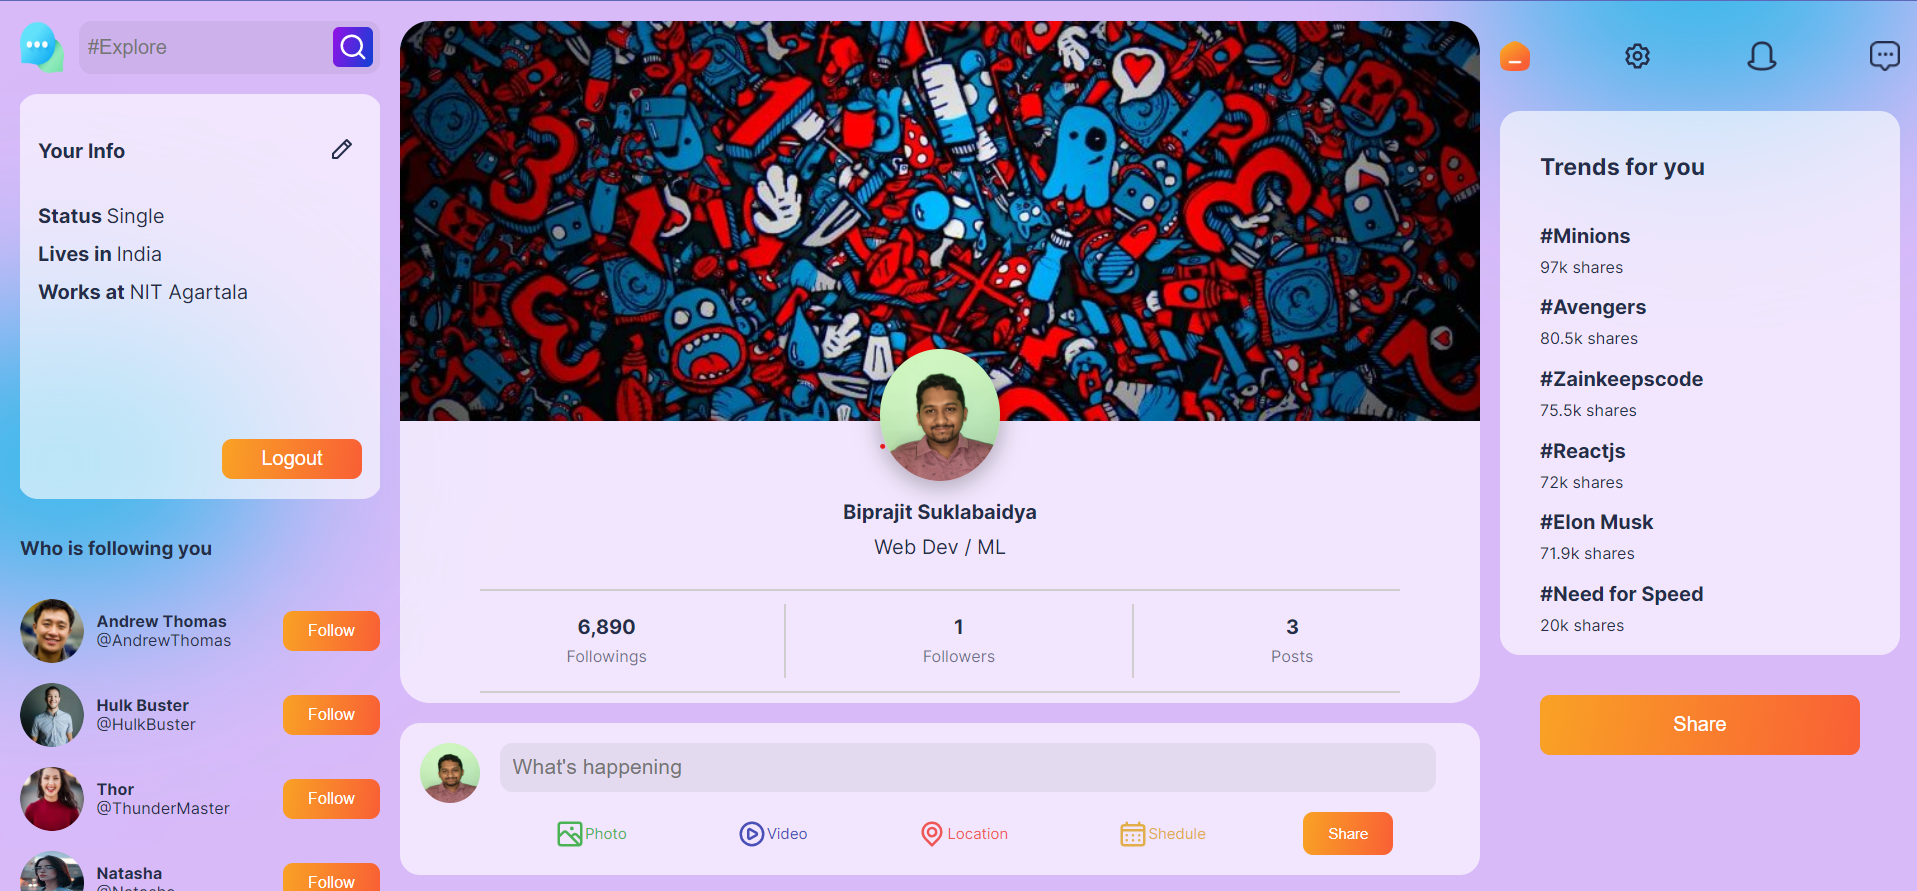 #Explore
Your Info
Status Single
Lives in India
Works at NIT Agartala
Logout
Who is following you
Andrew Thomas
@AndrewThomas
Follow
Hulk Buster
@HulkBuster
Follow
Thor
@ThunderMaster
Follow
Natasha
@Natasha
Follow
Biprajit Suklabaidya
Web Dev / ML
6,890
Followings
1
Followers
3
Posts
What's happening
Photo
Video
Location
Shedule
Share
Trends for you
#Minions
97k shares
#Avengers
80.5k shares
#Zainkeepscode
75.5k shares
#Reactjs
72k shares
#Elon Musk
71.9k shares
#Need for Speed
20k shares
Share